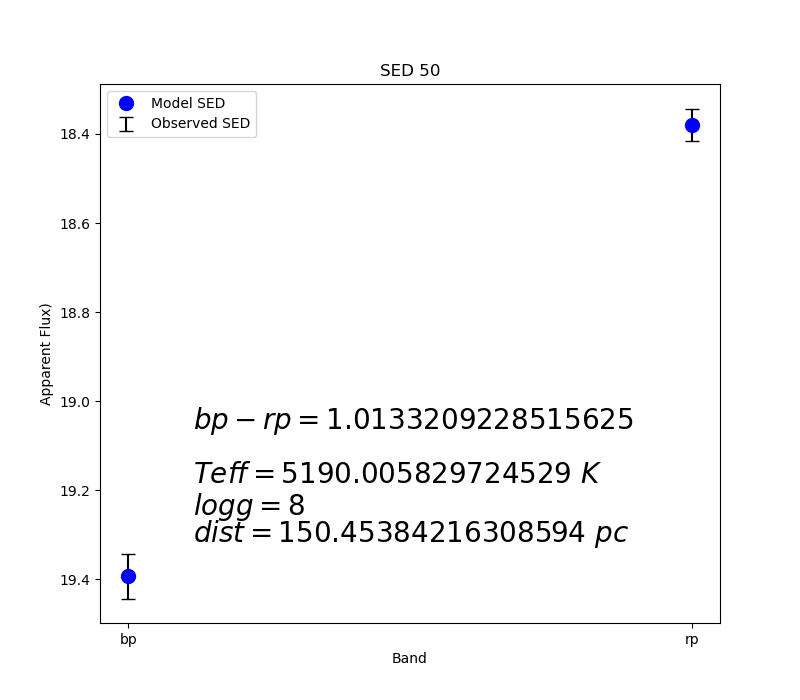 SED 50
Model SED
Observed SED
18.4
18.6
18.8
19.0
19.2
19.4
Apparent Flux)
bp − rp = 1.0133209228515625
Teff = 5190.005829724529 K
logg = 8
dist = 150.45384216308594 pc
bp
rp
Band